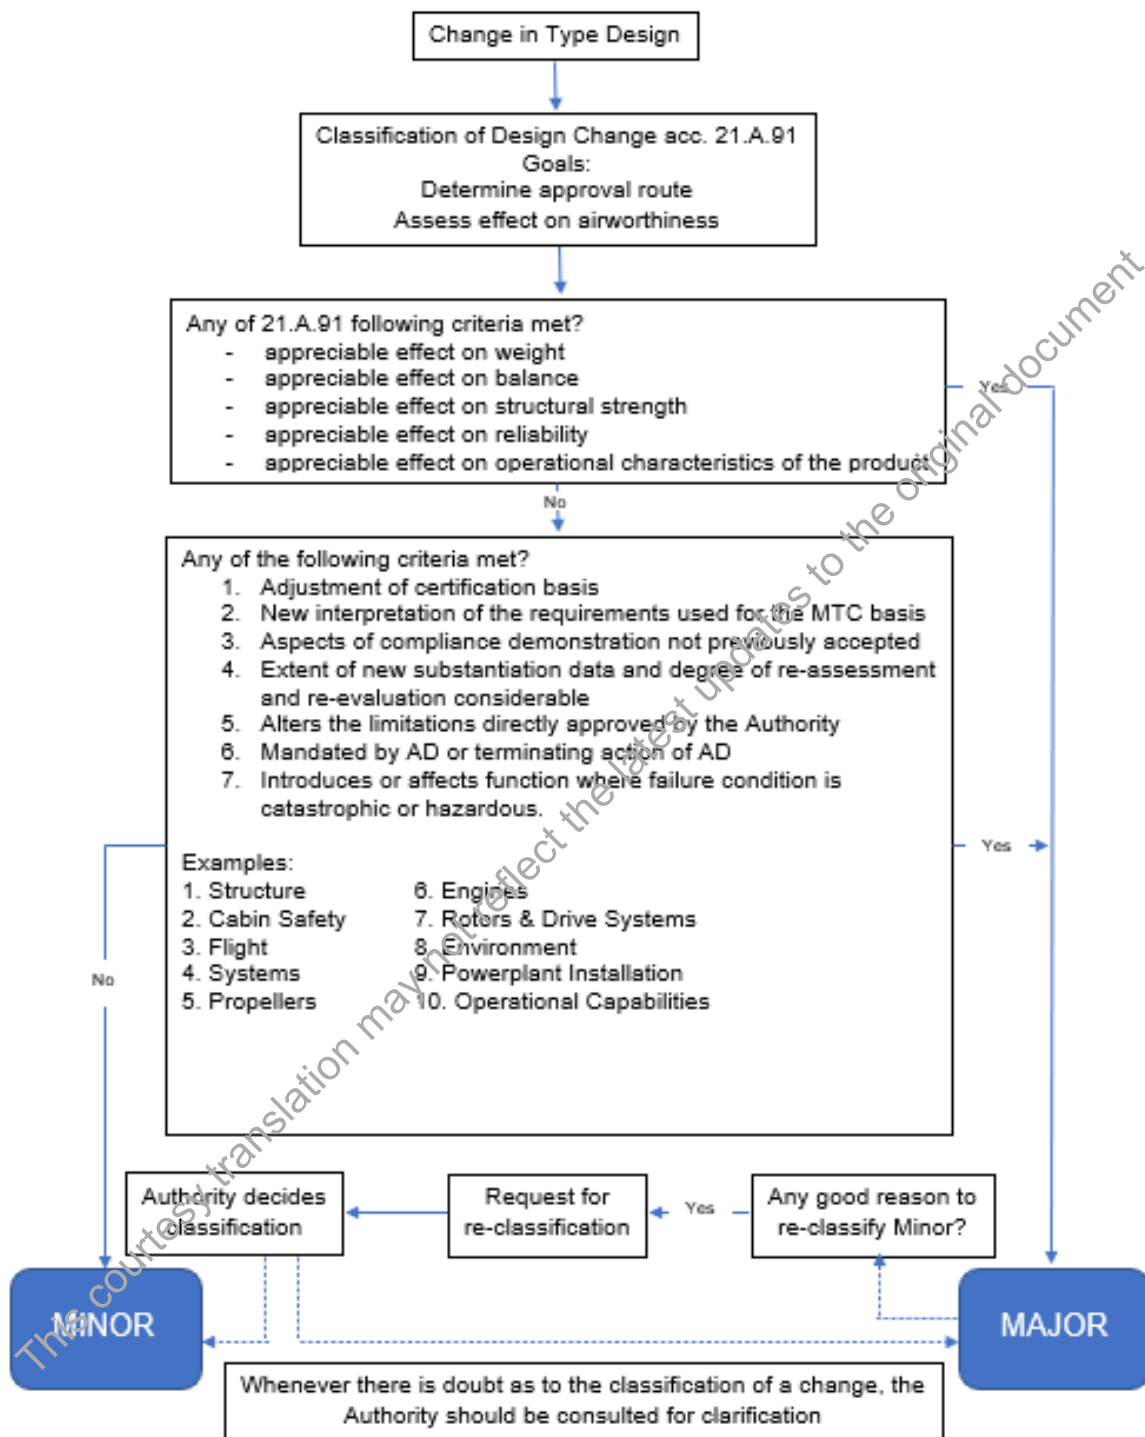 Change in Type Design
Classification of Design Change acc. 21.A.91
Goals:
Determine approval route
Assess effect on airworthiness
Any of 21.A.91 following criteria met?
- appreciable effect on weight
- appreciable effect on balance
- appreciable effect on structural strength
- appreciable effect on reliability
- appreciable effect on operational characteristics of the product
Yes
No
Any of the following criteria met?
1. Adjustment of certification basis
2. New interpretation of the requirements used for the MTC basis
3. Aspects of compliance demonstration not previously accepted
4. Extent of new substantiation data and degree of re-assessment
and re-evaluation considerable
5. Alters the limitations directly approved by the Authority
6. Mandated by AD or terminating action of AD
7. Introduces or affects function where failure condition is
catastrophic or hazardous.
Yes
Examples:
1. Structure 6. Engines
2. Cabin Safety 7. Rotors & Drive Systems
3. Flight 8. Environment
4. Systems 9. Powerplant Installation
5. Propellers 10. Operational Capabilities
No
Authority decides
classification
Request for
re-classification
Yes
Any good reason to
re-classify Minor?
MINOR
MAJOR
Whenever there is doubt as to the classification of a change, the
Authority should be consulted for clarification
This courtesy translation may not reflect the latest updates to the original document